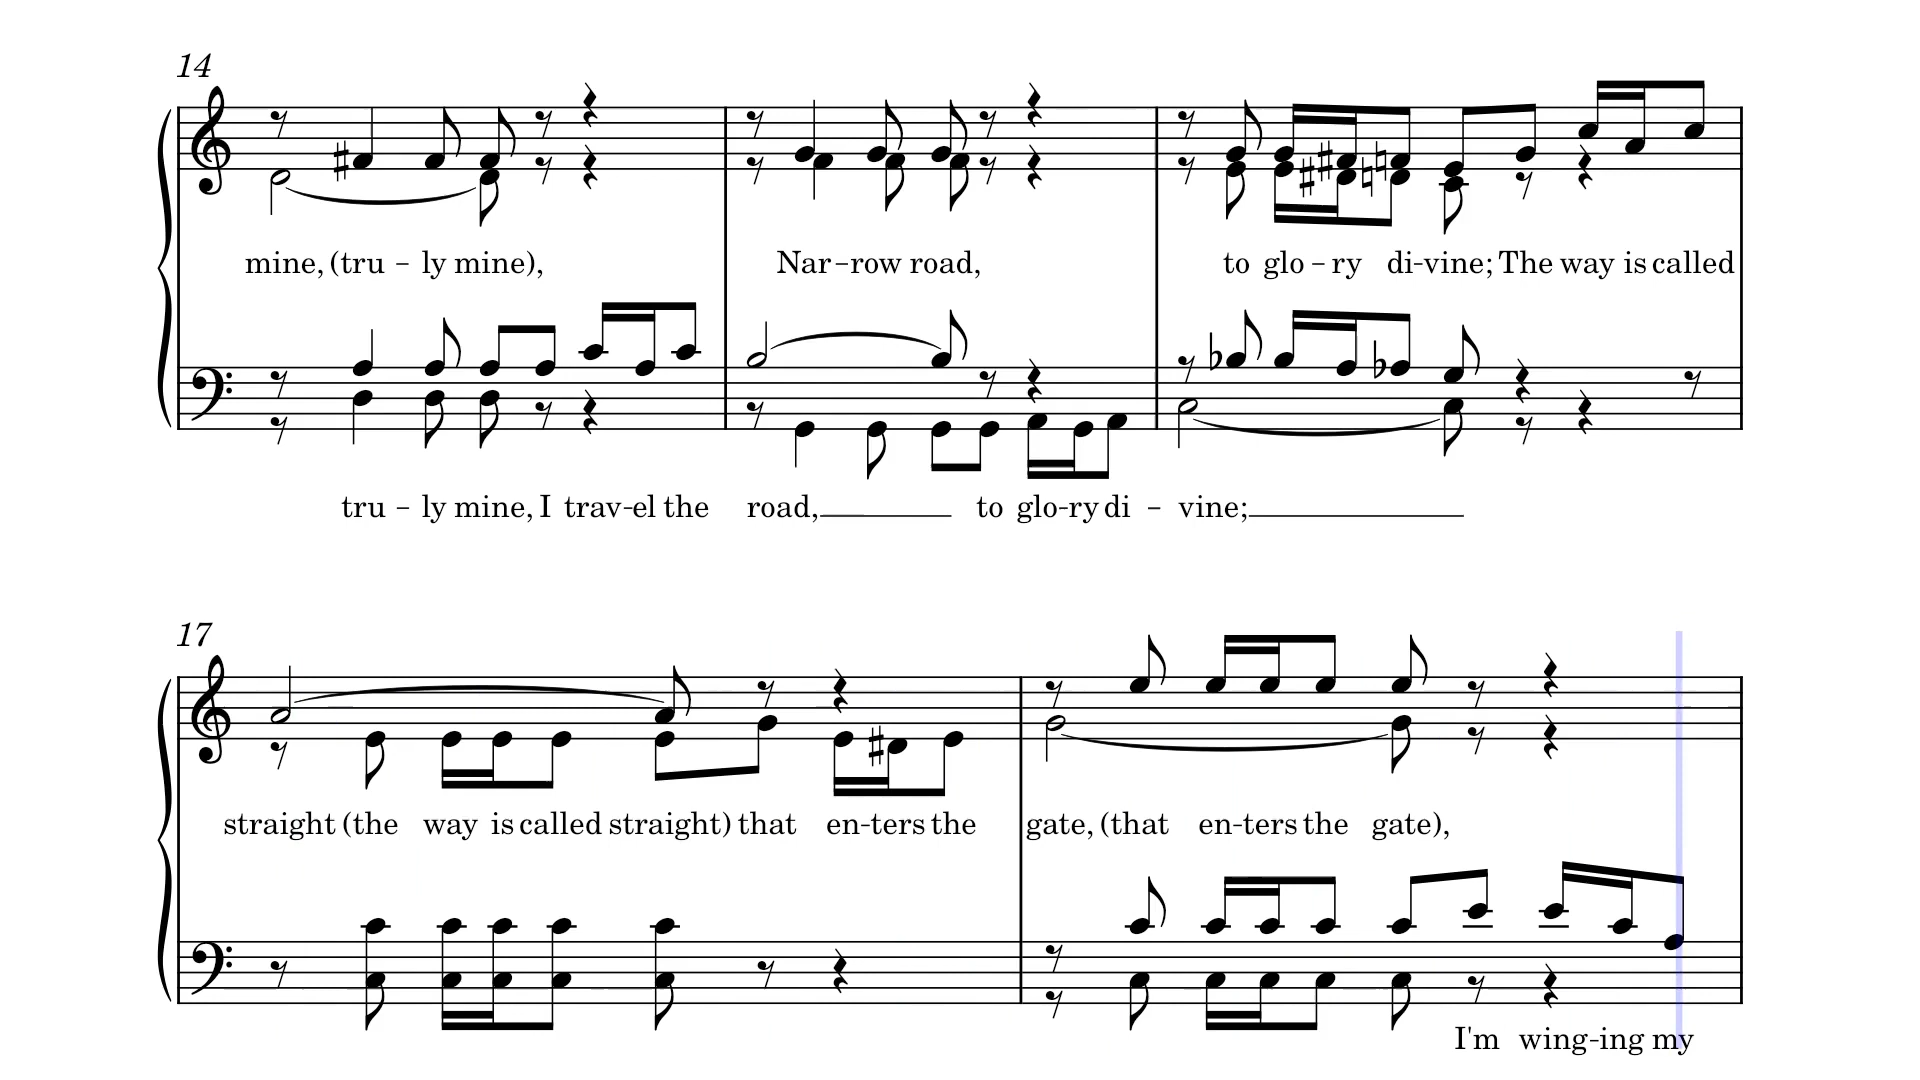 14
mine, (tru - ly mine), Nar-row road, to glo-ry di-vine; The way is called
tru - ly mine, I trav-el the road, to glo-ry di - vine;
17
straight (the way is called straight) that en-ters the gate, (that en-ters the gate),
I'm wing-ing my